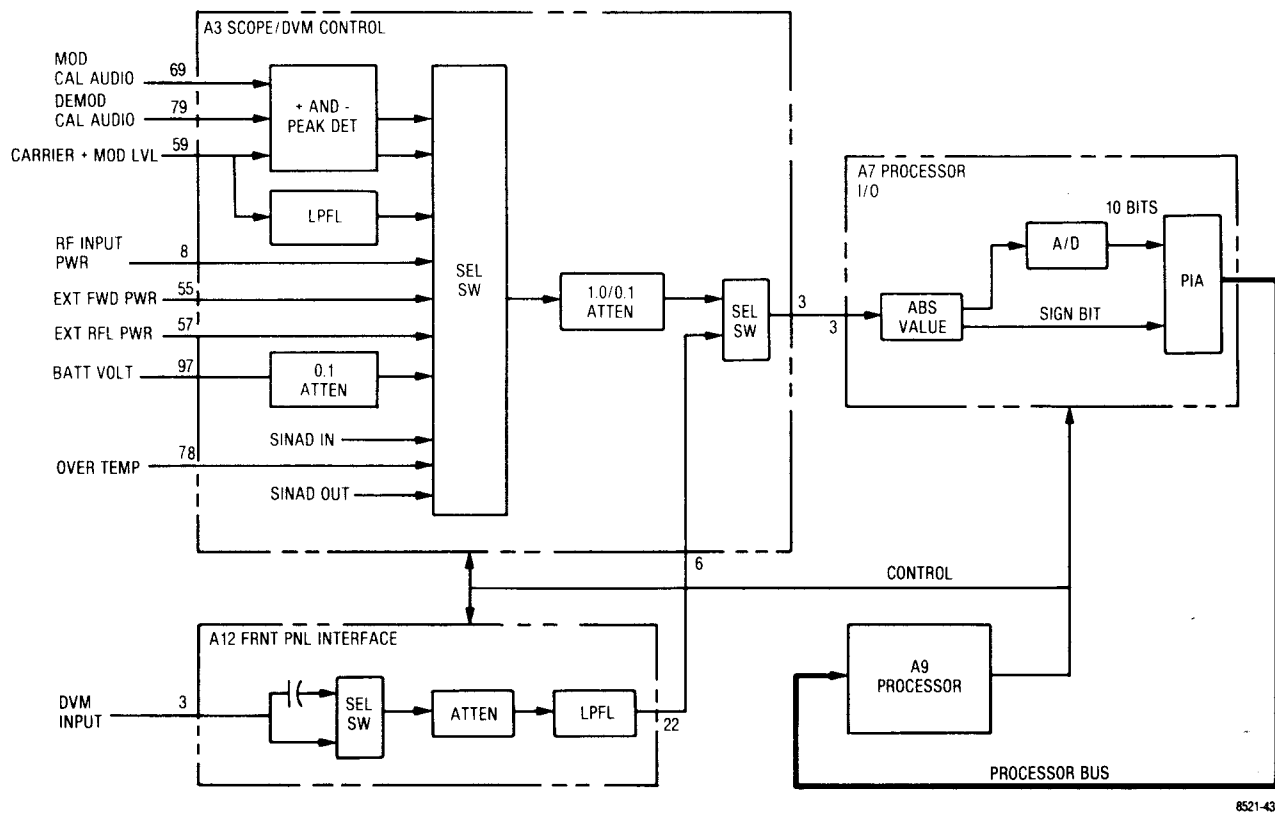 A3 SCOPE/DVM CONTROL
MOD
CAL AUDIO
69
DEMOD
CAL AUDIO
79
CARRIER + MOD LVL
59
+ AND -
PEAK DET
LPFL
RF INPUT
PWR
8
EXT FWD PWR
55
EXT RFL PWR
57
BATT VOLT
97
0.1
ATTEN
SINAD IN
OVER TEMP
78
SINAD OUT
SEL
SW
1.0/0.1
ATTEN
SEL
SW
3
3
6
A7 PROCESSOR
I/O
10 BITS
A/D
ABS
VALUE
SIGN BIT
PIA
CONTROL
A12 FRNT PNL INTERFACE
DVM
INPUT
3
SEL
SW
ATTEN
LPFL
22
A9
PROCESSOR
PROCESSOR BUS
8521-43